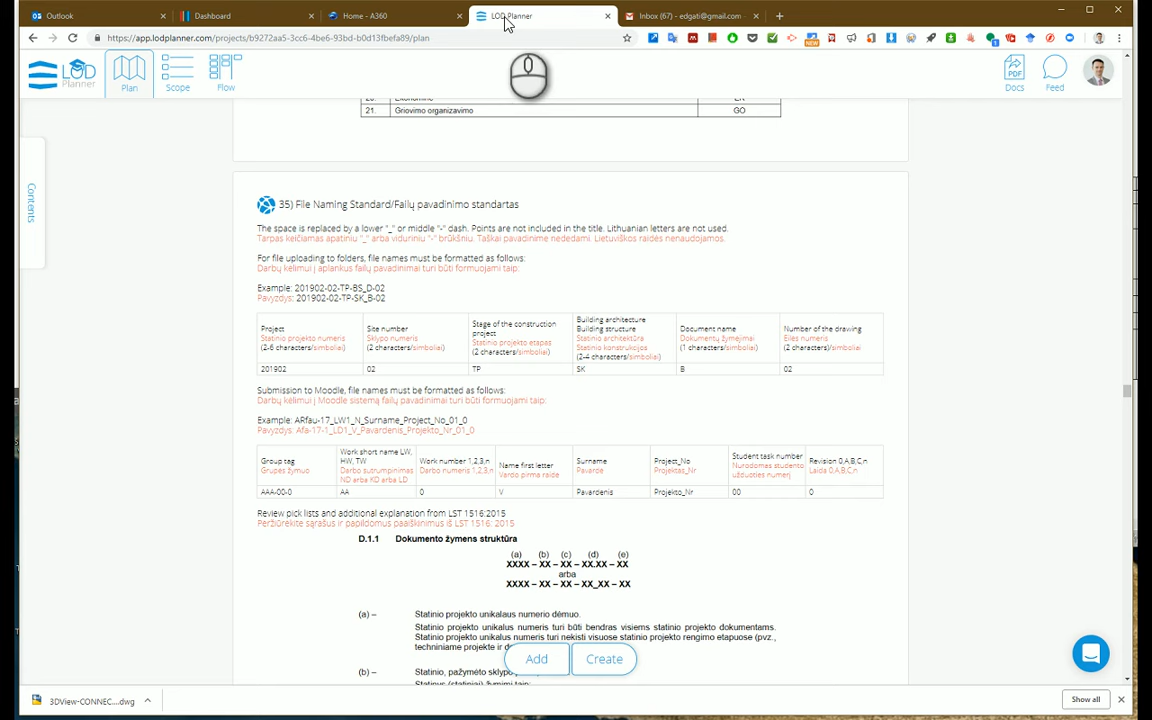 Outlook
Dashboard
Home - A360
LOD Planner
Inbox (67) - edgati@gmail.com -
https://app.lodplanner.com/projects/b9272aa5-3cc6-4be6-93bd-b0d13fbefa89/plan
LOD
Planner
Plan
Scope
Flow
Docs
Feed
Contents
21. Griovimo organizavimo GO
35) File Naming Standard/Failų pavadinimo standartas
The space is replaced by a lower "_" or middle "-" dash. Points are not included in the title. Lithuanian letters are not used.
Tarpas keičiamas apatiniu "_" arba viduriniu "-" brūkšniu. Taškai pavadinime nededami. Lietuviškos raidės nenaudojamos.
For file uploading to folders, file names must be formatted as follows:
Darbų kėlimui į aplankus failų pavadinimai turi būti formuojami taip:
Example: 201902-02-TP-BS_D-02
Pavyzdys: 201902-02-TP-SK_B-02
Project
Statinio projekto numeris
(2-6 characters/simboliai)
Site number
Sklypo numeris
(2 characters/simboliai)
Stage of the construction
project
Statinio projekto etapas
(2 characters/simboliai)
Building architecture
Building structure
Statinio architektūra
Statinio konstrukcijos
(2-4 characters/simboliai)
Document name
Dokumentų žymėjimai
(1 characters/simboliai)
Number of the drawing
Eilės numeris
(2 characters)/simboliai
201902 02 TP SK B 02
Submission to Moodle, file names must be formatted as follows:
Darbų kėlimui į Moodle sistemą failų pavadinimai turi būti formuojami taip:
Example: ARfau-17_LW1_N_Surname_Project_No_01_0
Pavyzdys: Afa-17-1_LD1_V_Pavardenis_Projekto_Nr_01_0
Group tag
Grupės žymuo
Work short name LW,
HW, TW
Darbo sutrumpinimas
ND arba KD arba LD
Work number 1,2,3,n
Darbo numeris 1,2,3,n
Name first letter
Vardo pirma raidė
Surname
Pavardė
Project_No
Projektas_Nr
Student task number
Nurodomas studento
užduoties numeris
Revision 0,A,B,C,n
Laida 0,A,B,C,n
AAA-00-0 AA 0 V Pavardenis Projekto_Nr 00 0
Review pick lists and additional explanation from LST 1516:2015
Peržiūrėkite sąrašus ir papildomus paaiškinimus iš LST 1516: 2015
D.1.1 Dokumento žymens struktūra
(a) (b) (c) (d) (e)
XXXX – XX – XX – XX.XX – XX
arba
XXXX – XX – XX – XX_XX – XX
(a) – Statinio projekto unikalaus numerio dėmuo.
Statinio projekto unikalus numeris turi būti bendras visiems statinio projekto dokumentams.
Statinio projekto unikalus numeris turi nekisti visuose statinio projekto rengimo etapuose (pvz.,
techniniame projekte ir
(b) – Statinio, pažymėto
Add
Create
3DView-CONNEC....dwg
Show all